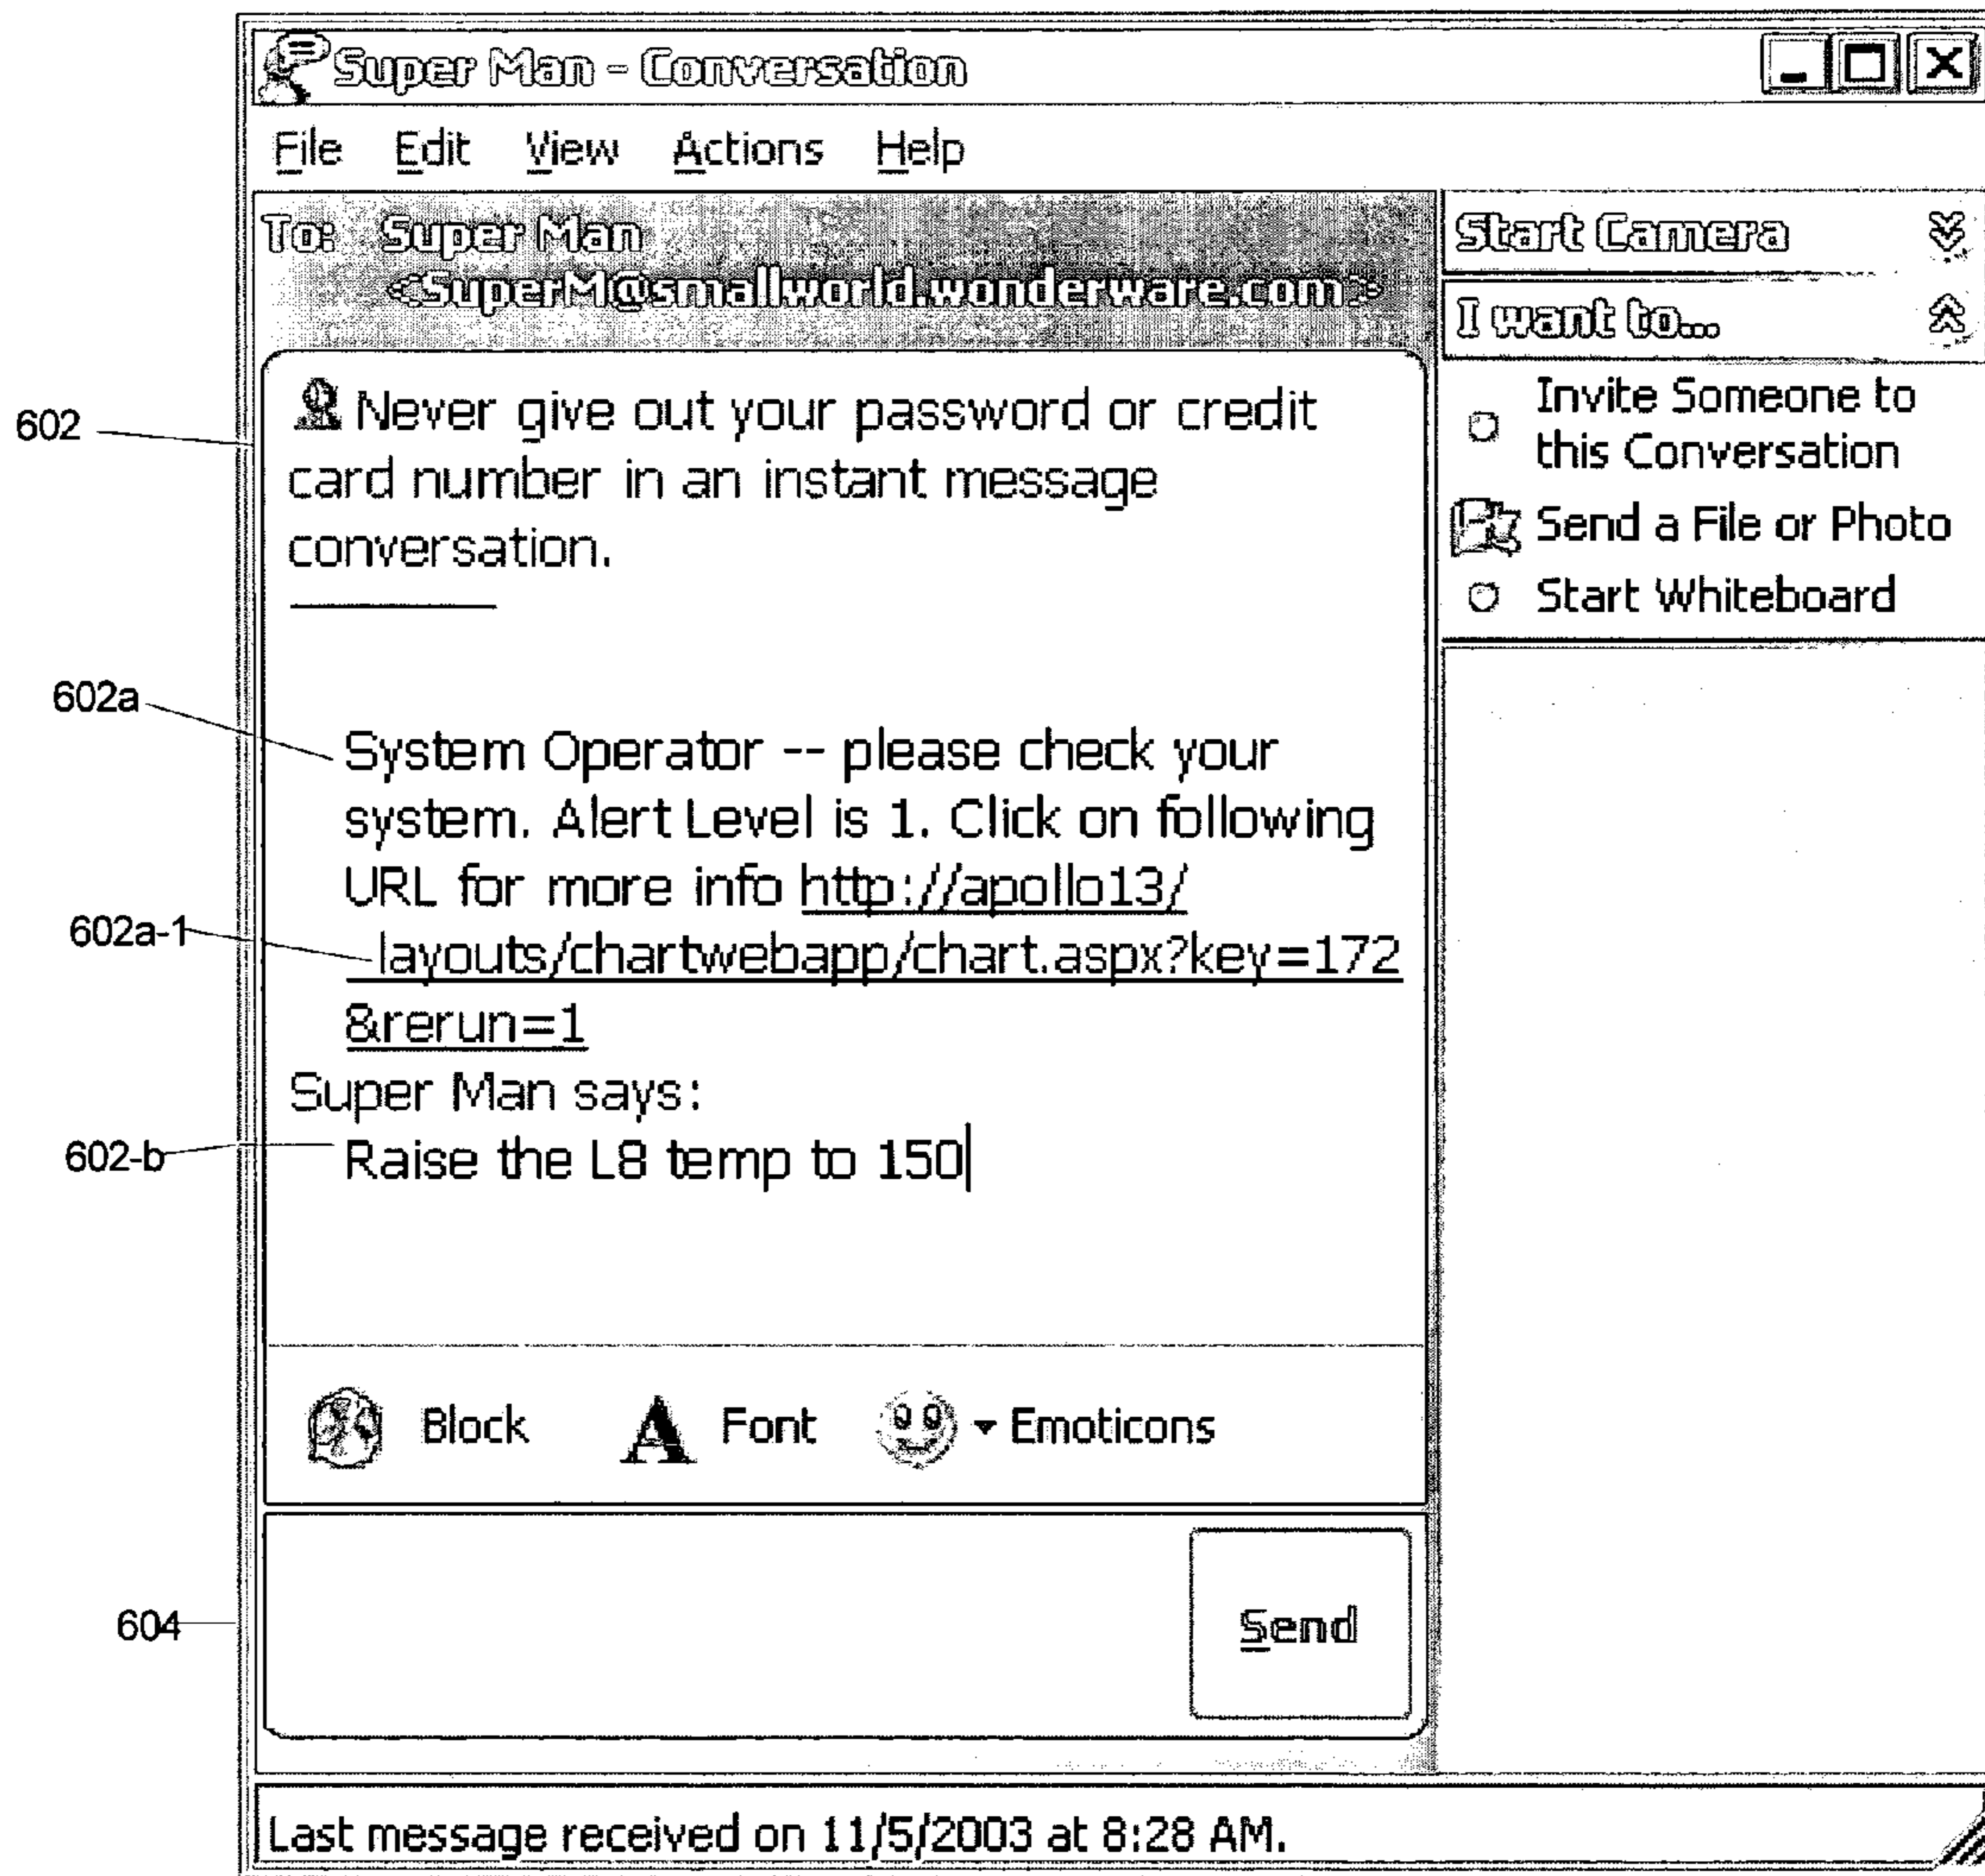 Super Man - Conversation
File Edit View Actions Help
To: Super Man
<SuperM@smallworld.wonderware.com>
Start Camera
I want to...
Invite Someone to
this Conversation
Send a File or Photo
Start Whiteboard
602
Never give out your password or credit
card number in an instant message
conversation.
602a
System Operator -- please check your
system. Alert Level is 1. Click on following
URL for more info http://apollo13/
602a-1
_layouts/chartwebapp/chart.aspx?key=172
8&rerun=1
Super Man says:
602-b
Raise the L8 temp to 150
Block A Font Emoticons
604
Send
Last message received on 11/5/2003 at 8:28 AM.